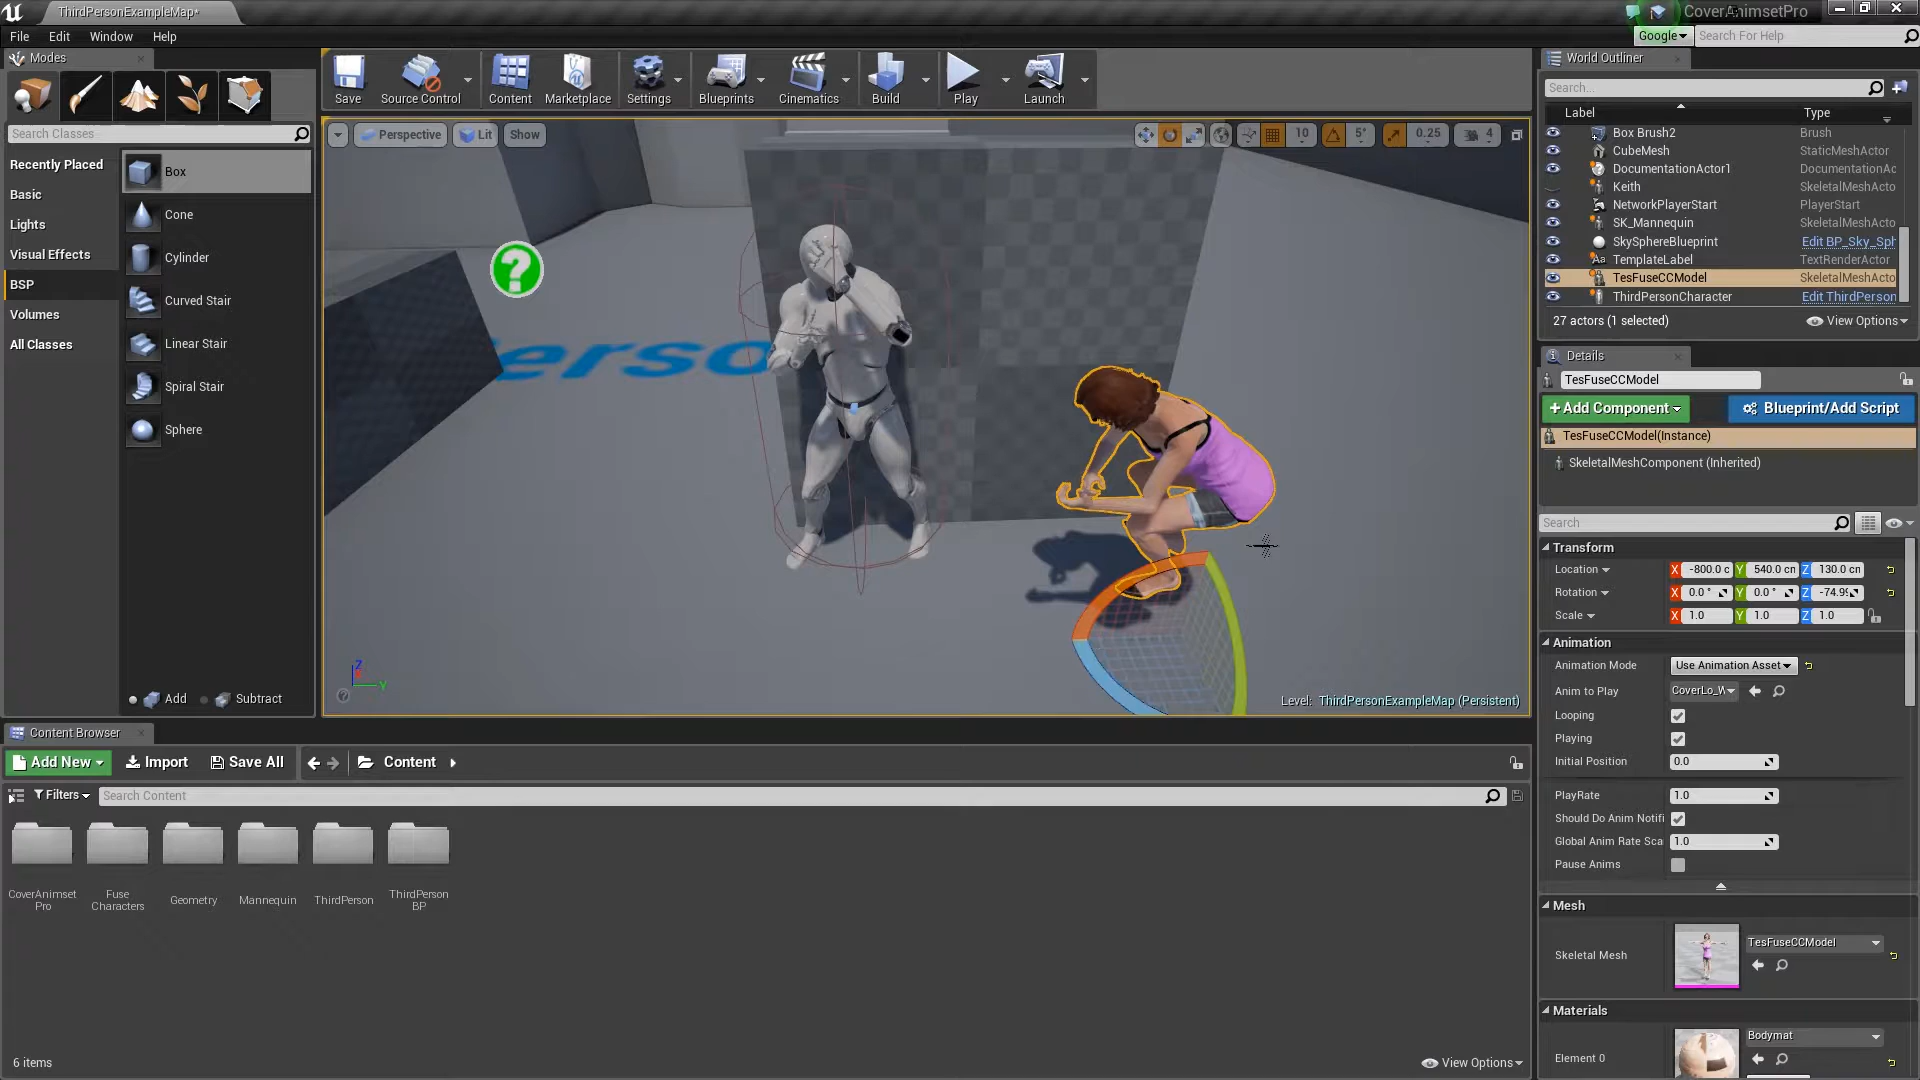 ThirdPersonExampleMap*
CoverAnimsetPro
File Edit Window Help
Google
Search For Help
Modes
Search Classes
Recently Placed
Basic
Lights
Visual Effects
BSP
Volumes
All Classes
Box
Cone
Cylinder
Curved Stair
Linear Stair
Spiral Stair
Sphere
Add Subtract
Save
Source Control
Content
Marketplace
Settings
Blueprints
Cinematics
Build
Play
Launch
Perspective Lit Show
10 5° 0.25 4
erso
Z
Y
Level: ThirdPersonExampleMap (Persistent)
World Outliner
Search...
Label Type
Box Brush2 Brush
CubeMesh StaticMeshActor
DocumentationActor1 DocumentationAc
Keith SkeletalMeshActo
NetworkPlayerStart PlayerStart
SK_Mannequin SkeletalMeshActo
SkySphereBlueprint Edit BP_Sky_Sph
TemplateLabel TextRenderActor
TesFuseCCModel SkeletalMeshActo
ThirdPersonCharacter Edit ThirdPerson
27 actors (1 selected) View Options
Details
TesFuseCCModel
+Add Component Blueprint/Add Script
TesFuseCCModel(Instance)
SkeletalMeshComponent (Inherited)
Search
Transform
Location X -800.0 c Y 540.0 cn Z 130.0 cn
Rotation X 0.0 ° Y 0.0 ° Z -74.99
Scale X 1.0 Y 1.0 Z 1.0
Animation
Animation Mode Use Animation Asset
Anim to Play CoverLo_W
Looping
Playing
Initial Position 0.0
PlayRate 1.0
Should Do Anim Notifi
Global Anim Rate Sca 1.0
Pause Anims
Mesh
Skeletal Mesh TesFuseCCModel
Materials
Element 0 Bodymat
Content Browser
Add New Import Save All Content
Filters Search Content
CoverAnimset
Pro
Fuse
Characters
Geometry
Mannequin
ThirdPerson
ThirdPerson
BP
6 items
View Options